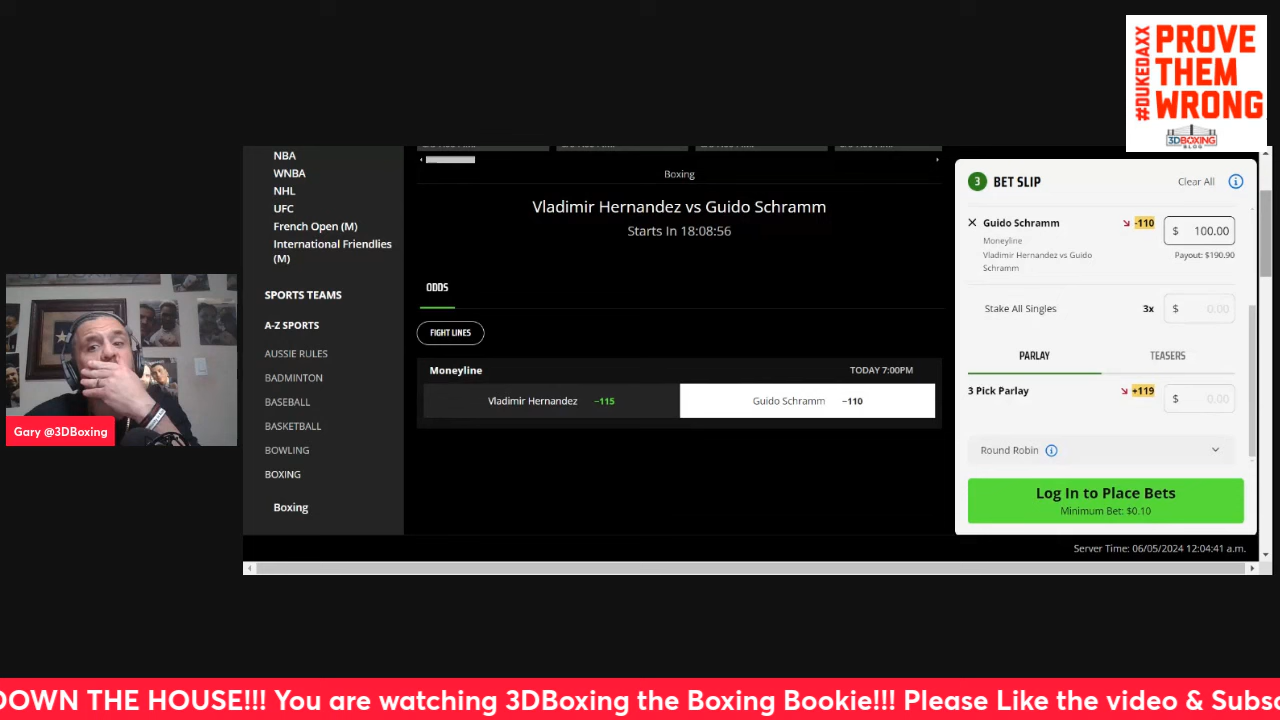 #DUKEDAXX
PROVE
THEM
WRONG
3DBOXING
BLOG
NBA
WNBA
NHL
UFC
French Open (M)
International Friendlies
(M)
SPORTS TEAMS
A-Z SPORTS
AUSSIE RULES
BADMINTON
BASEBALL
BASKETBALL
BOWLING
BOXING
Boxing
Boxing
Vladimir Hernandez vs Guido Schramm
Starts In 18:08:56
ODDS
FIGHT LINES
Moneyline TODAY 7:00PM
Vladimir Hernandez −115 Guido Schramm −110
3 BET SLIP Clear All
Guido Schramm -110 $ 100.00
Moneyline
Vladimir Hernandez vs Guido
Schramm
Payout: $190.90
Stake All Singles 3x $ 0.00
PARLAY TEASERS
3 Pick Parlay +119 $ 0.00
Round Robin
Log In to Place Bets
Minimum Bet: $0.10
Server Time: 06/05/2024 12:04:41 a.m.
Gary @3DBoxing
DOWN THE HOUSE!!! You are watching 3DBoxing the Boxing Bookie!!! Please Like the video & Subsc